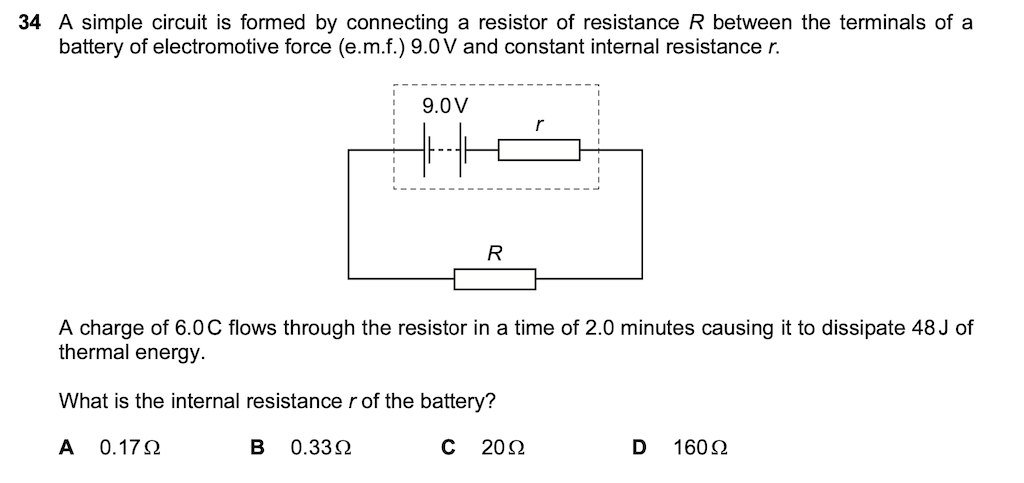 34 A simple circuit is formed by connecting a resistor of resistance R between the terminals of a
battery of electromotive force (e.m.f.) 9.0 V and constant internal resistance r.
9.0 V
r
R
A charge of 6.0 C flows through the resistor in a time of 2.0 minutes causing it to dissipate 48 J of
thermal energy.
What is the internal resistance r of the battery?
A 0.17 Ω B 0.33 Ω C 20 Ω D 160 Ω